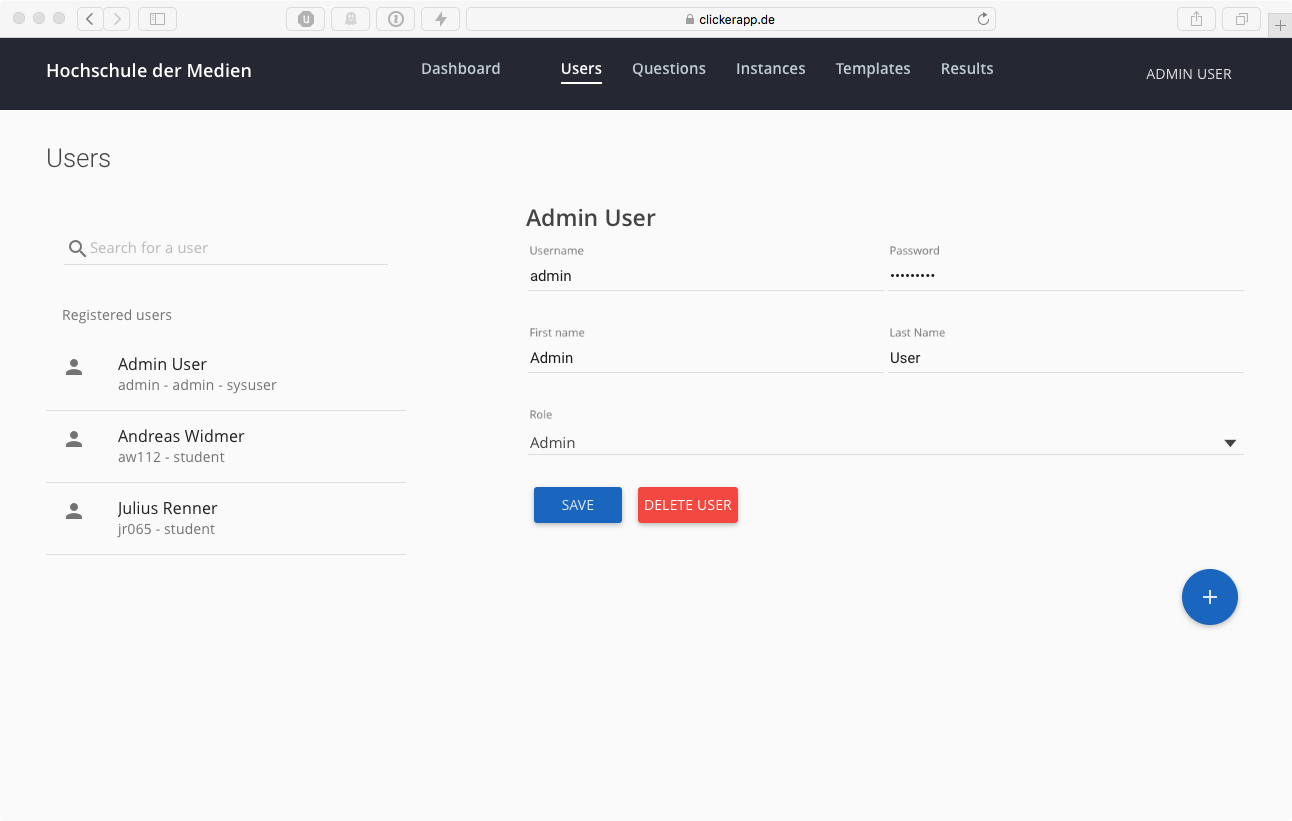 clickerapp.de
Hochschule der Medien
Dashboard
Users
Questions
Instances
Templates
Results
ADMIN USER
Users
Search for a user
Registered users
Admin User
admin - admin - sysuser
Andreas Widmer
aw112 - student
Julius Renner
jr065 - student
Admin User
Username
Password
admin
•••••••••
First name
Last Name
Admin
User
Role
Admin
SAVE
DELETE USER
+